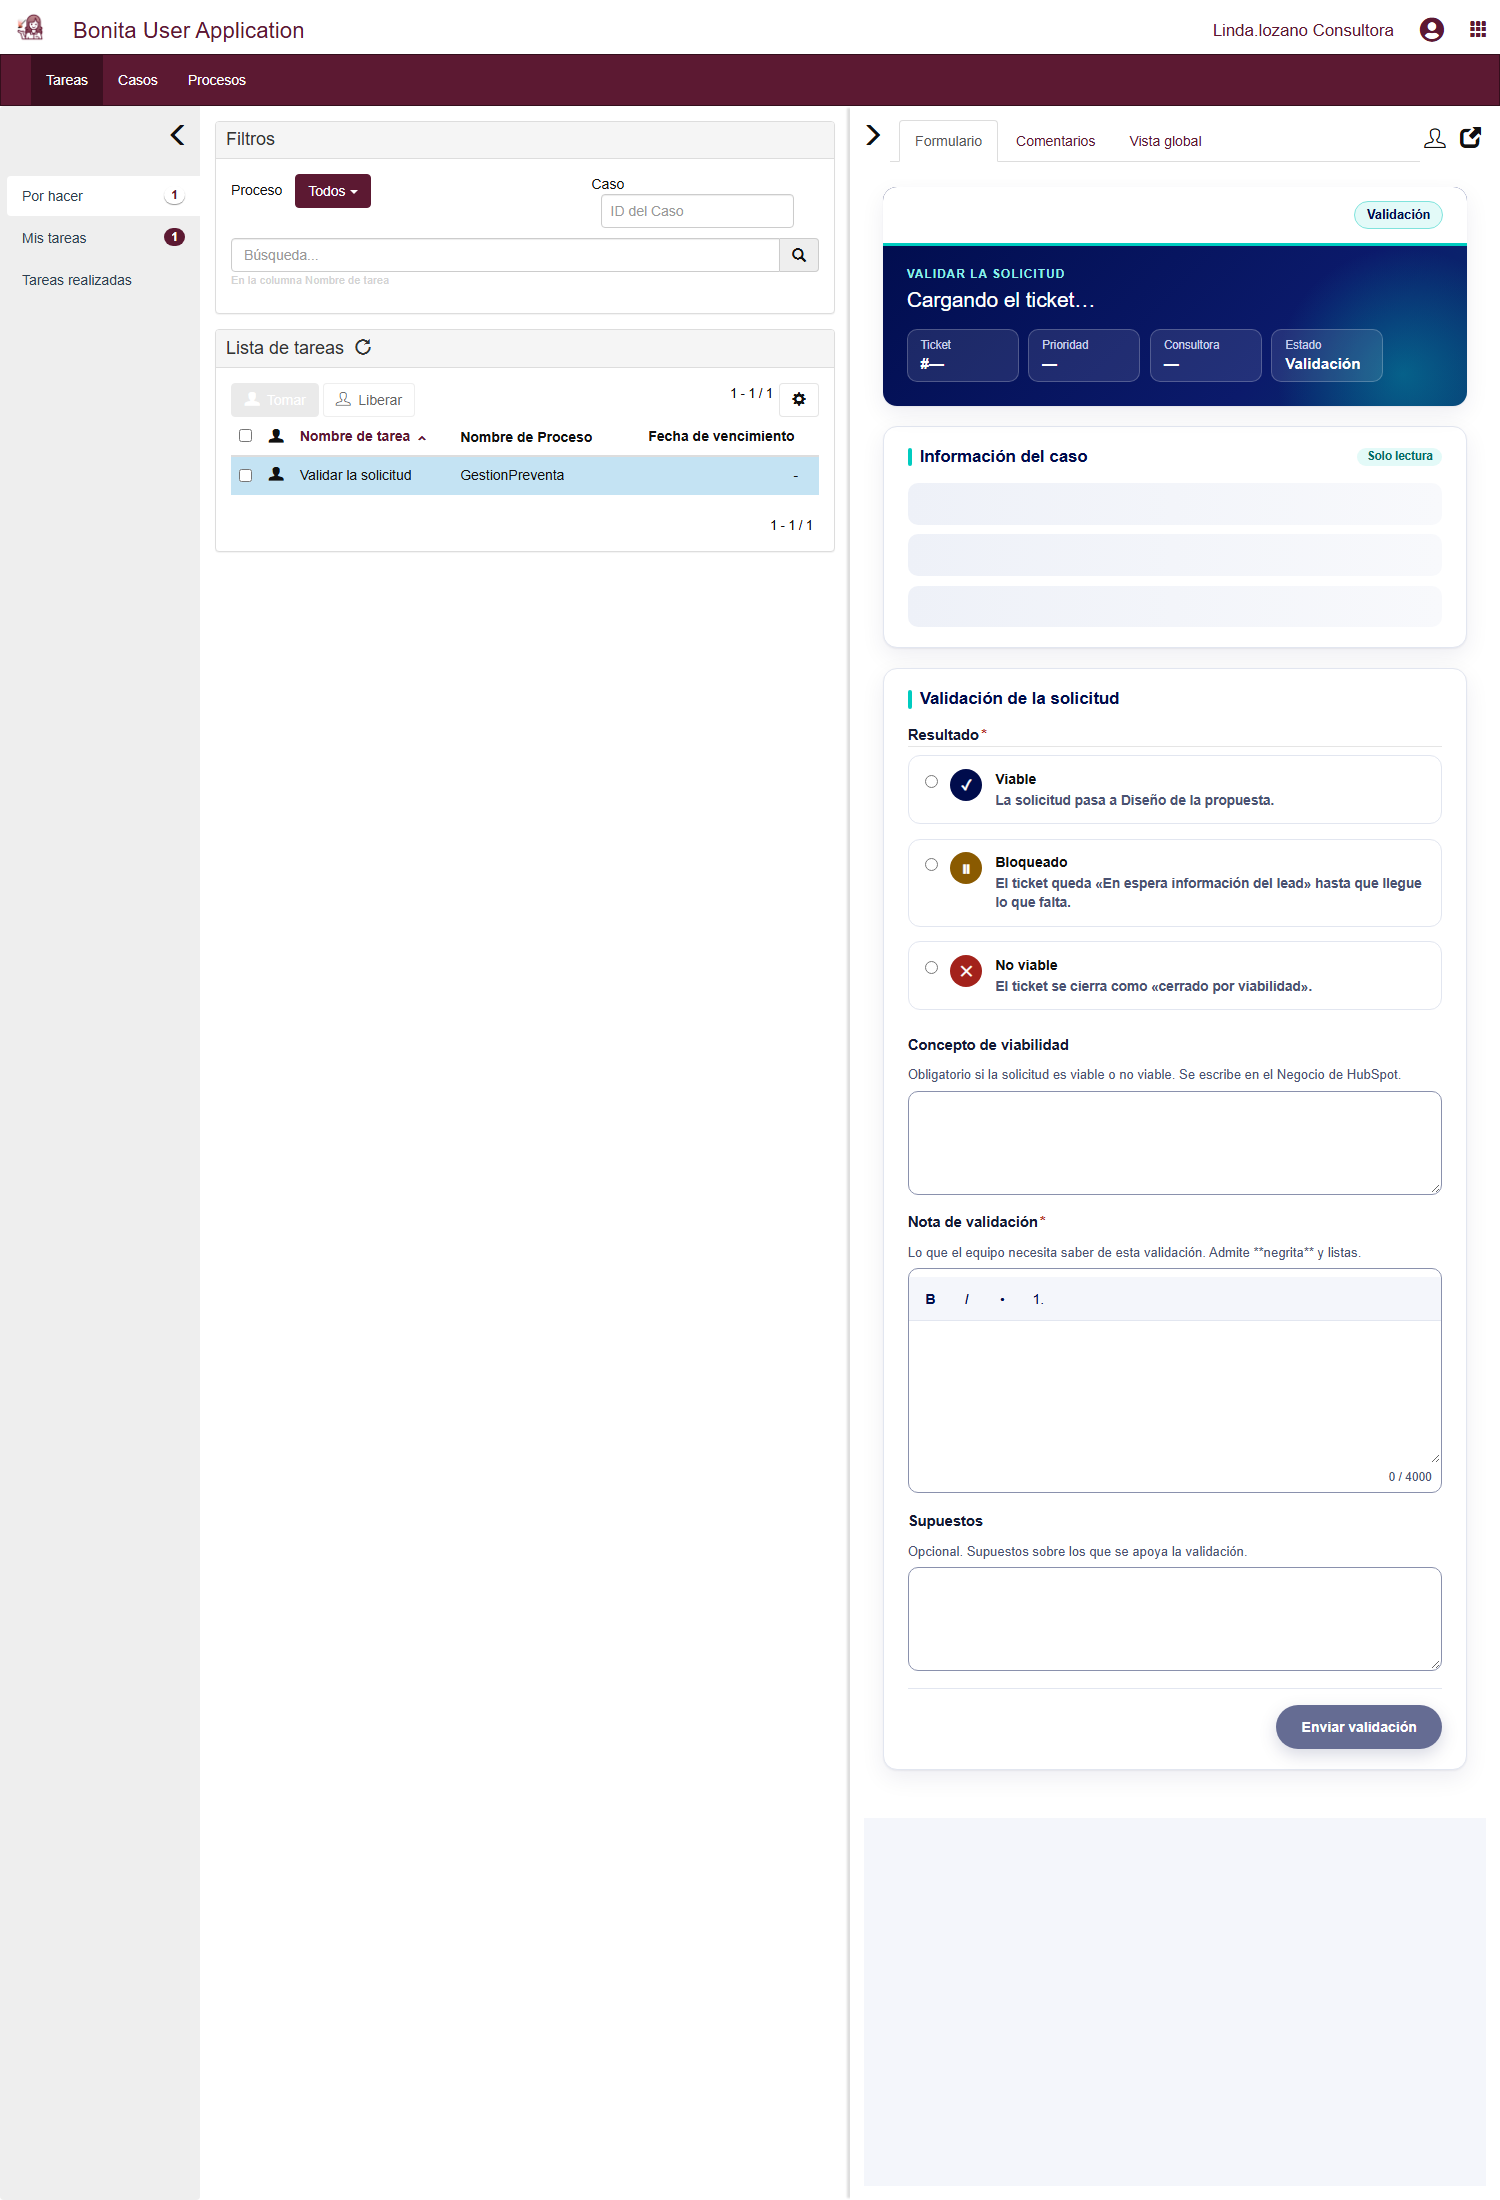 Bonita User Application
Linda.lozano Consultora
Tareas
Casos
Procesos
Por hacer
1
Mis tareas
1
Tareas realizadas
Filtros
Proceso
Todos
Caso
ID del Caso
Búsqueda...
En la columna Nombre de tarea
Lista de tareas
Tomar
Liberar
1 - 1 / 1
Nombre de tarea
Nombre de Proceso
Fecha de vencimiento
Validar la solicitud
GestionPreventa
-
1 - 1 / 1
Formulario
Comentarios
Vista global
Validación
VALIDAR LA SOLICITUD
Cargando el ticket…
Ticket
#—
Prioridad
—
Consultora
—
Estado
Validación
Información del caso
Solo lectura
Validación de la solicitud
Resultado*
Viable
La solicitud pasa a Diseño de la propuesta.
Bloqueado
El ticket queda «En espera información del lead» hasta que llegue
lo que falta.
No viable
El ticket se cierra como «cerrado por viabilidad».
Concepto de viabilidad
Obligatorio si la solicitud es viable o no viable. Se escribe en el Negocio de HubSpot.
Nota de validación*
Lo que el equipo necesita saber de esta validación. Admite **negrita** y listas.
B I • 1.
0 / 4000
Supuestos
Opcional. Supuestos sobre los que se apoya la validación.
Enviar validación